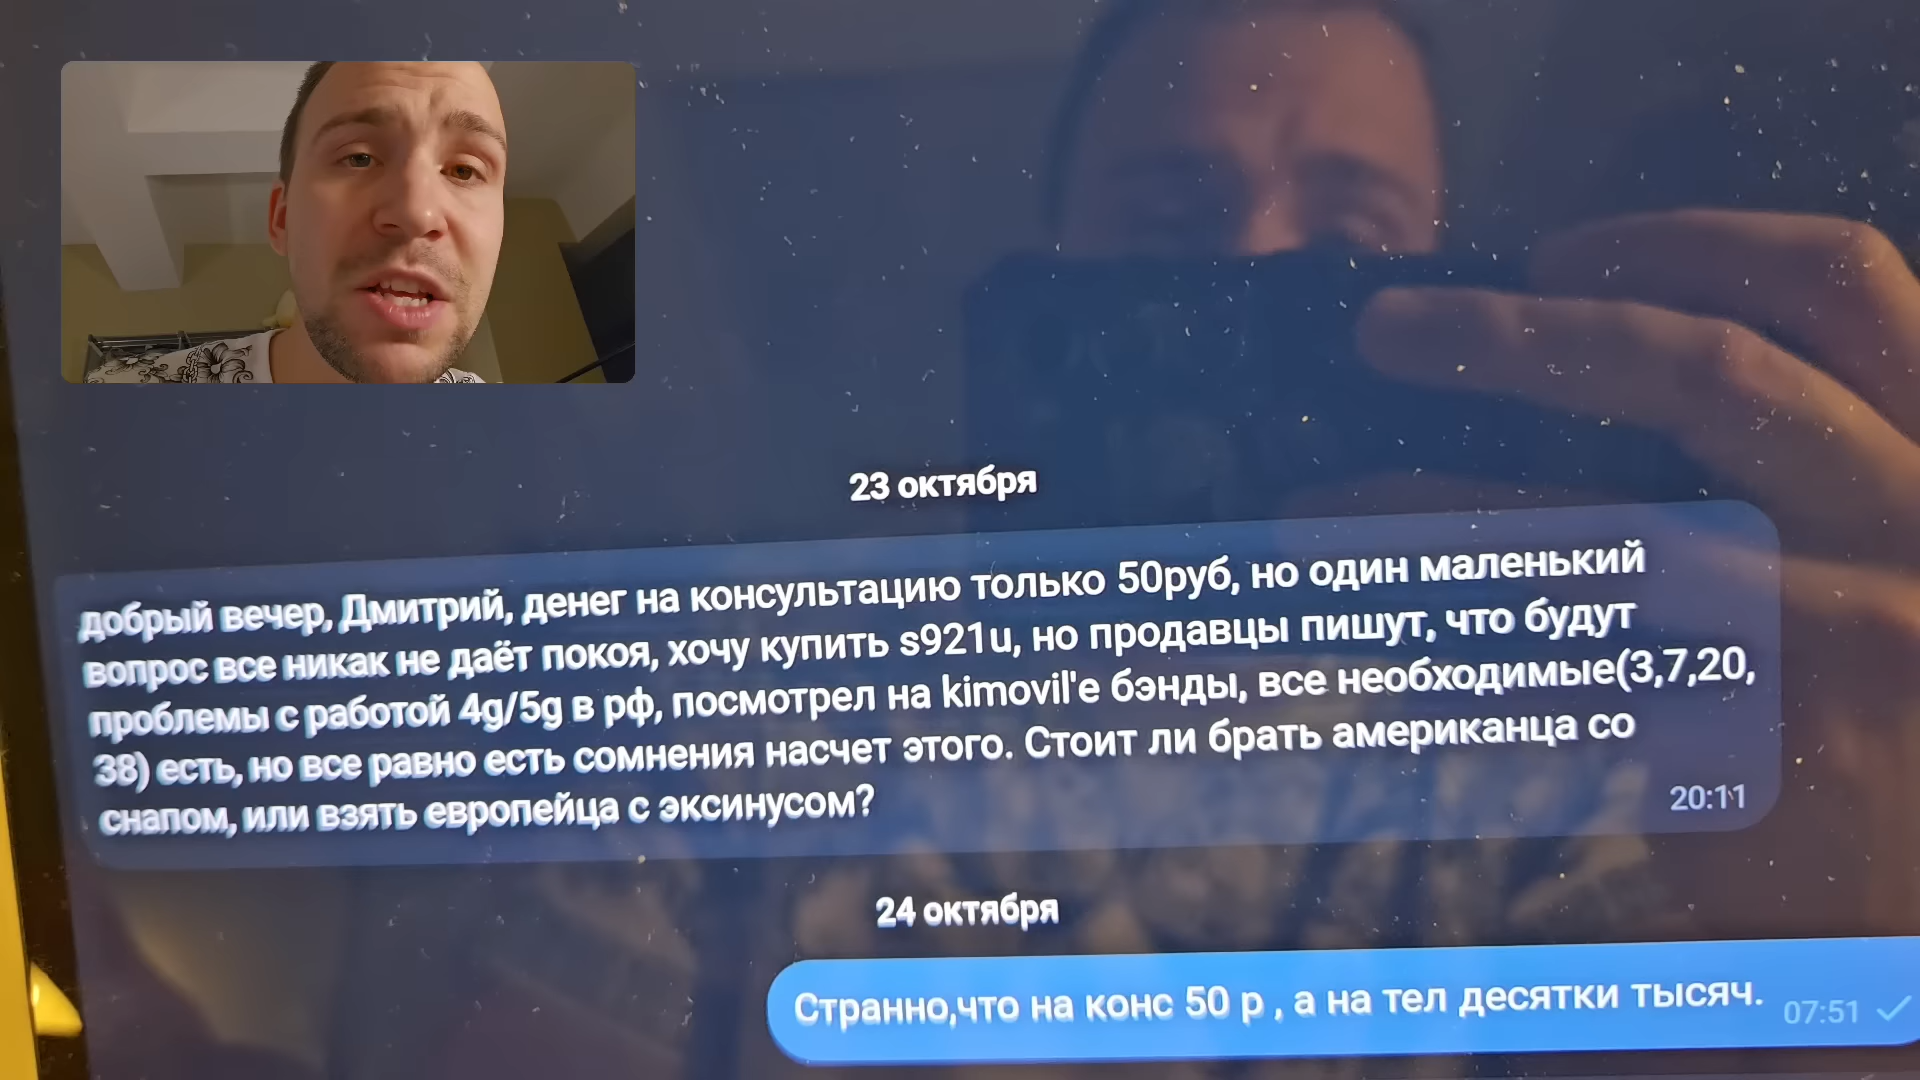 23 октября
добрый вечер, Дмитрий, денег на консультацию только 50руб, но один маленький
вопрос все никак не даёт покоя, хочу купить s921u, но продавцы пишут, что будут
проблемы с работой 4g/5g в рф, посмотрел на kimovil'е бэнды, все необходимые(3,7,20,
38) есть, но все равно есть сомнения насчет этого. Стоит ли брать американца со
снапом, или взять европейца с эксинусом?
20:11
24 октября
Странно,что на конс 50 р , а на тел десятки тысяч.
07:51